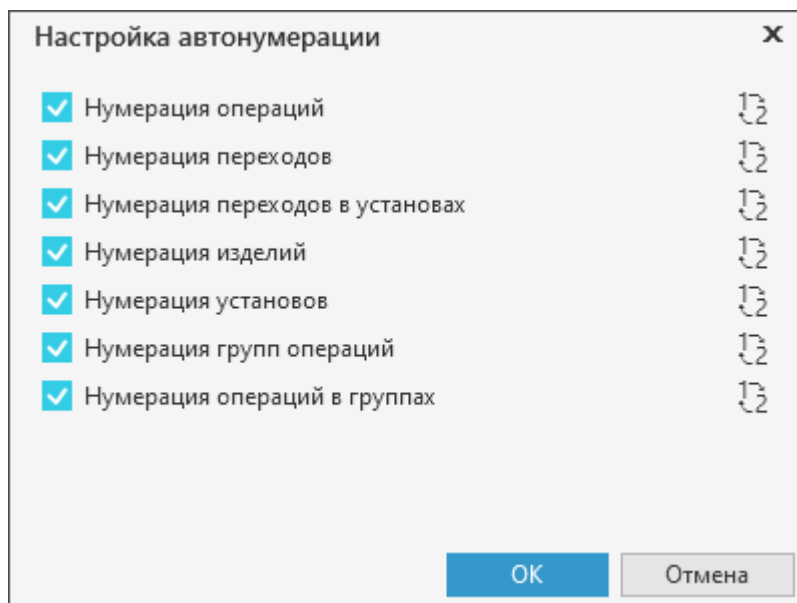 Настройка автонумерации
Нумерация операций
Нумерация переходов
Нумерация переходов в установах
Нумерация изделий
Нумерация установов
Нумерация групп операций
Нумерация операций в группах
ОК
Отмена